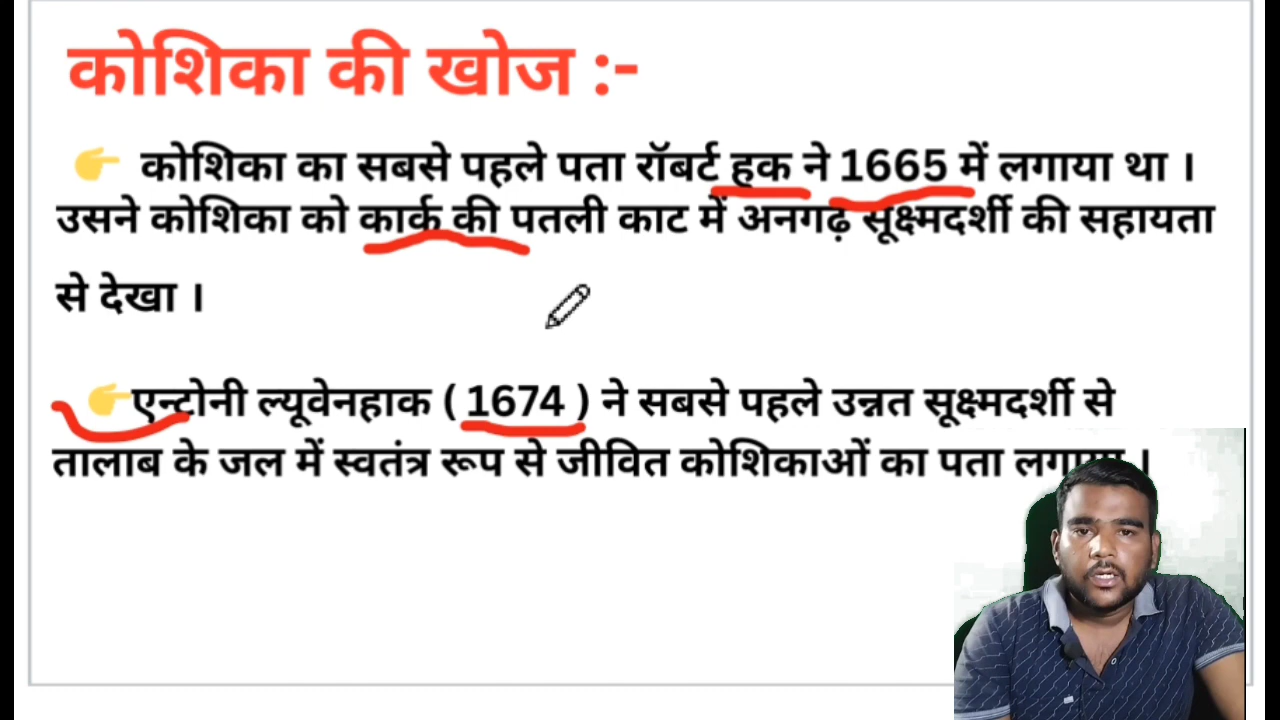 कोशिका की खोज :-
👉 कोशिका का सबसे पहले पता रॉबर्ट हुक ने 1665 में लगाया था ।
उसने कोशिका को कार्क की पतली काट में अनगढ़ सूक्ष्मदर्शी की सहायता
से देखा ।
👉एन्टोनी ल्यूवेनहाक ( 1674 ) ने सबसे पहले उन्नत सूक्ष्मदर्शी से
तालाब के जल में स्वतंत्र रूप से जीवित कोशिकाओं का पता लगाया ।